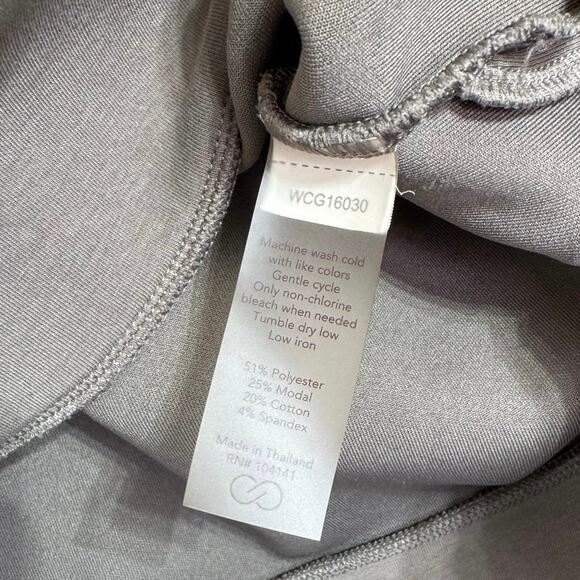 WCG16030
Machine wash cold
with like colors
Gentle cycle
Only non-chlorine
bleach when needed
Tumble dry low
Low iron
51% Polyester
25% Modal
20% Cotton
4% Spandex
Made in Thailand
RN# 104141